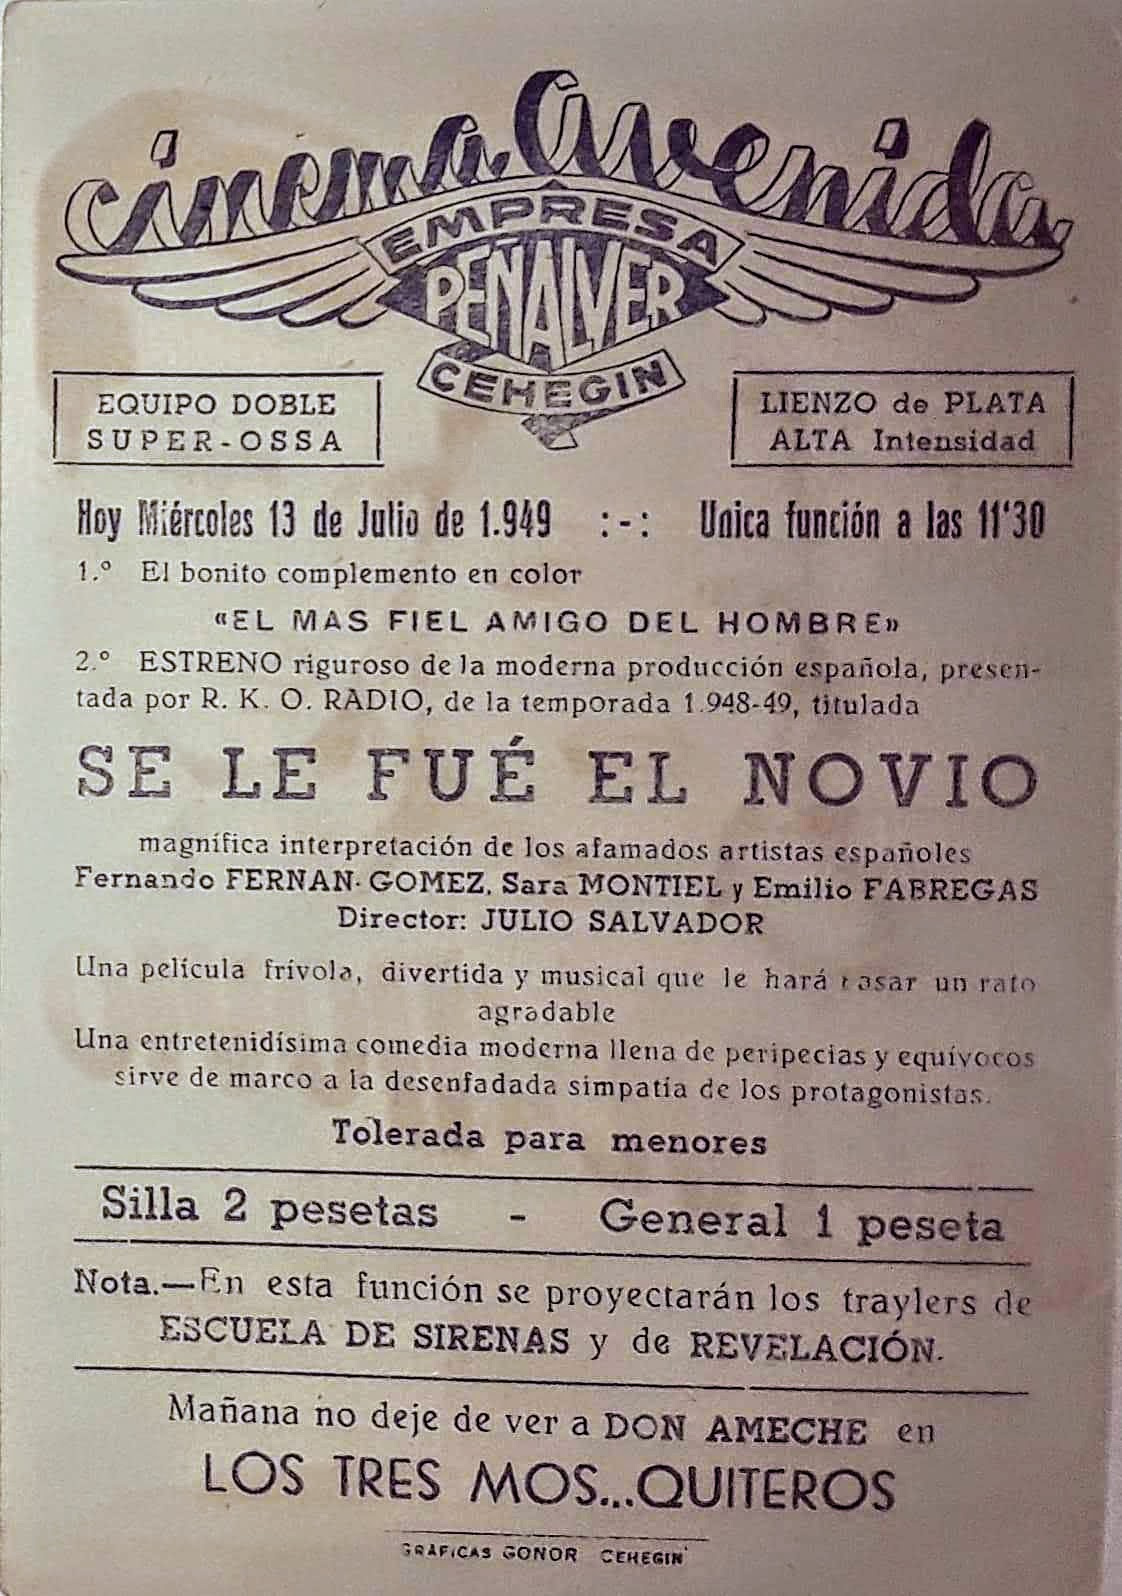 cinema Avenida
EMPRESA
PEÑALVER
CEHEGIN
EQUIPO DOBLE
SUPER-OSSA
LIENZO de PLATA
ALTA Intensidad
Hoy Miércoles 13 de Julio de 1.949 :-: Unica función a las 11'30
1.º El bonito complemento en color
«EL MAS FIEL AMIGO DEL HOMBRE»
2.º ESTRENO riguroso de la moderna producción española, presen-
tada por R. K. O. RADIO, de la temporada 1.948-49, titulada
SE LE FUÉ EL NOVIO
magnífica interpretación de los afamados artistas españoles
Fernando FERNAN-GOMEZ, Sara MONTIEL y Emilio FABREGAS
Director: JULIO SALVADOR
Una película frívola, divertida y musical que le hará pasar un rato
agradable
Una entretenidísima comedia moderna llena de peripecias y equívocos
sirve de marco a la desenfadada simpatía de los protagonistas.
Tolerada para menores
Silla 2 pesetas - General 1 peseta
Nota.—En esta función se proyectarán los traylers de
ESCUELA DE SIRENAS y de REVELACIÓN.
Mañana no deje de ver a DON AMECHE en
LOS TRES MOS...QUITEROS
GRÁFICAS GONOR CEHEGIN